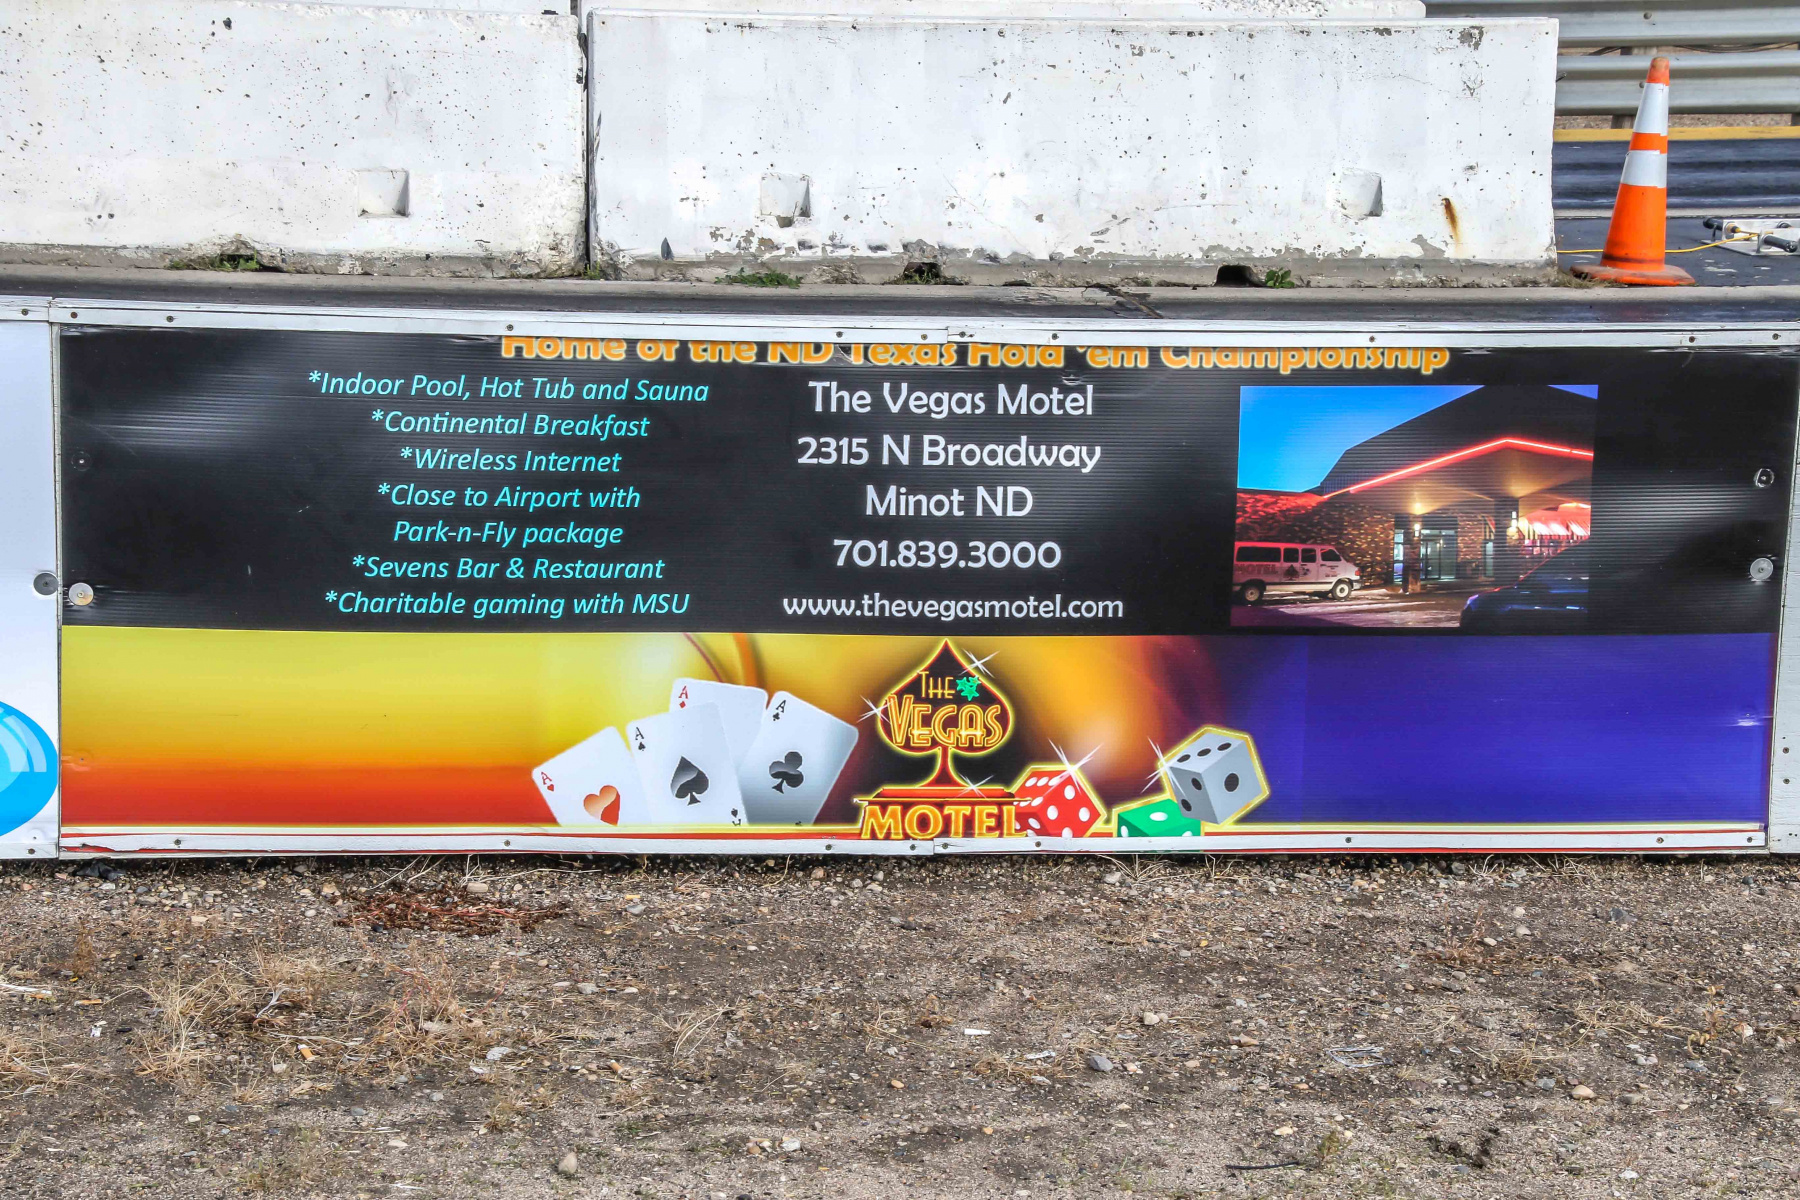 Home of the ND Texas Hold 'em Championship
*Indoor Pool, Hot Tub and Sauna
*Continental Breakfast
*Wireless Internet
*Close to Airport with
Park-n-Fly package
*Sevens Bar & Restaurant
*Charitable gaming with MSU
The Vegas Motel
2315 N Broadway
Minot ND
701.839.3000
www.thevegasmotel.com
MOTEL
A
A
A
A
THE
VEGAS
MOTEL